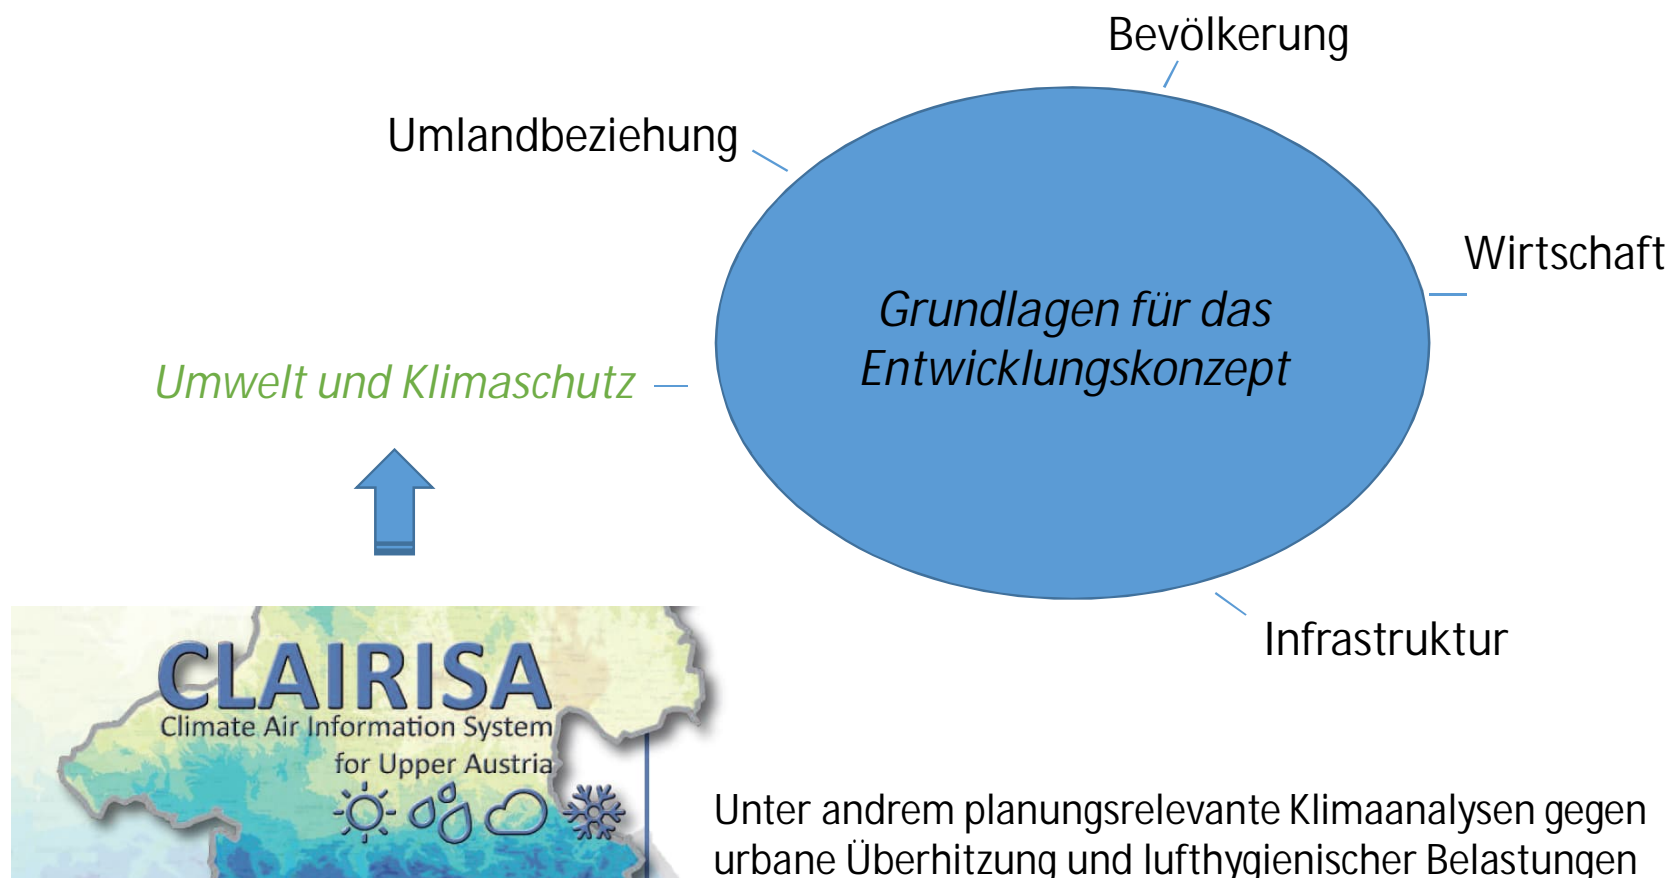 Bevölkerung
Umlandbeziehung
Wirtschaft
Grundlagen für das
Entwicklungskonzept
Umwelt und Klimaschutz
Infrastruktur
CLAIRISA
Climate Air Information System
for Upper Austria
Unter andrem planungsrelevante Klimaanalysen gegen
urbane Überhitzung und lufthygienischer Belastungen